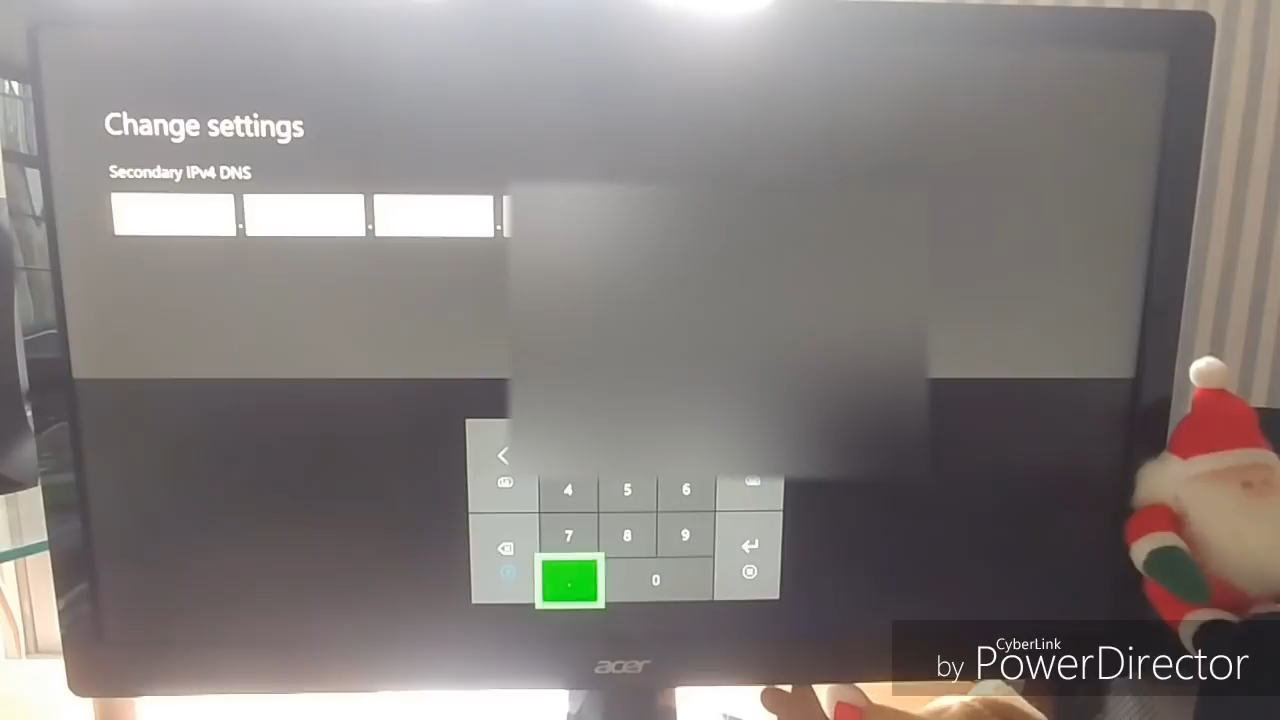 Change settings
Secondary IPv4 DNS
. . .
4 5 6
7 8 9
. 0
acer
CyberLink
by PowerDirector